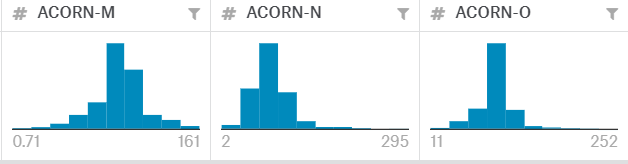 # ACORN-M
# ACORN-N
# ACORN-O
0.71 161
2 295
11 252